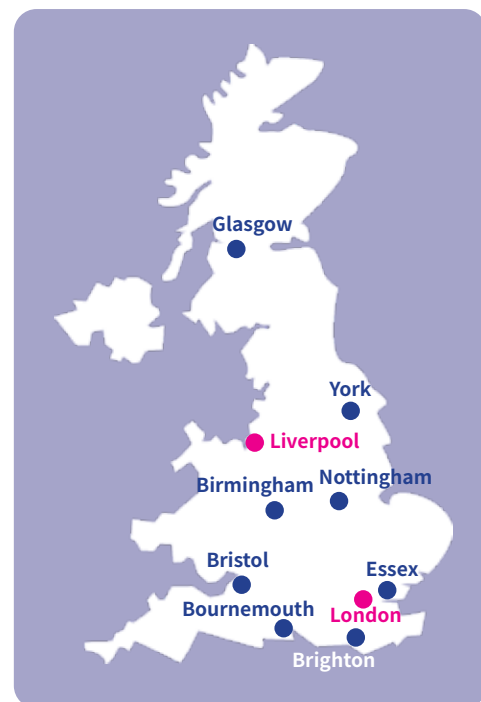 Glasgow
York
Liverpool
Birmingham
Nottingham
Bristol
Essex
Bournemouth
London
Brighton